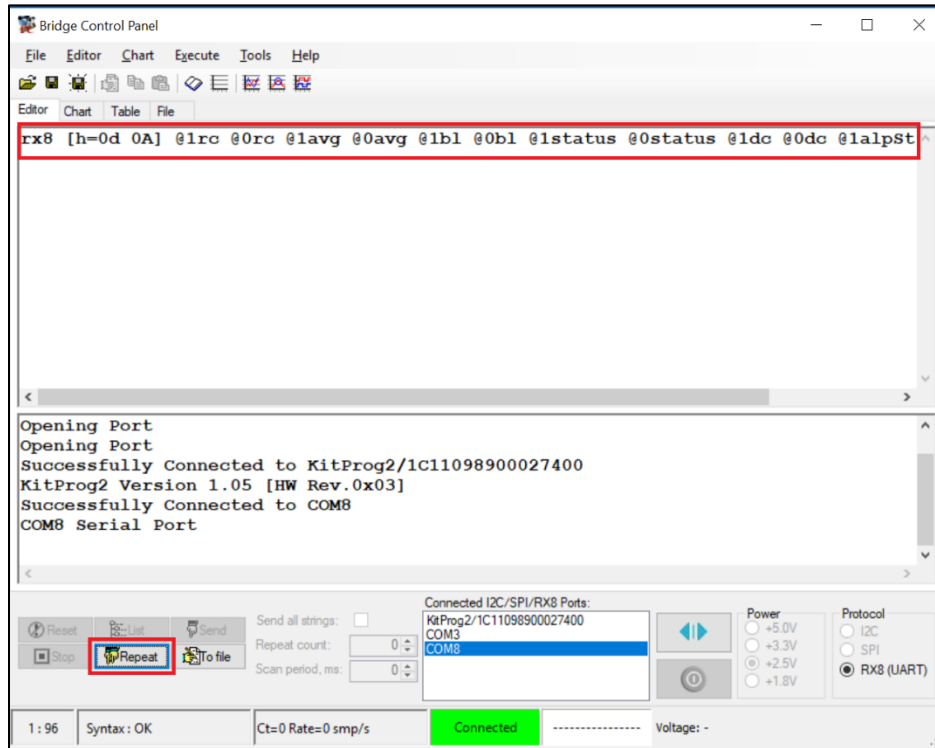 Bridge Control Panel
File Editor Chart Execute Tools Help
Editor Chart Table File
rx8 [h=0d 0A] @1rc @0rc @1avg @0avg @1bl @0bl @1status @0status @1dc @0dc @1alpSt
Opening Port
Opening Port
Successfully Connected to KitProg2/1C11098900027400
KitProg2 Version 1.05 [HW Rev.0x03]
Successfully Connected to COM8
COM8 Serial Port
Connected I2C/SPI/RX8 Ports:
Reset List Send
Stop Repeat To file
Send all strings:
Repeat count: 0
Scan period, ms: 0
KitProg2/1C11098900027400
COM3
COM8
Power
+5.0V
+3.3V
+2.5V
+1.8V
Protocol
I2C
SPI
RX8 (UART)
1 : 96 Syntax : OK Ct=0 Rate=0 smp/s Connected ---------------- Voltage: -